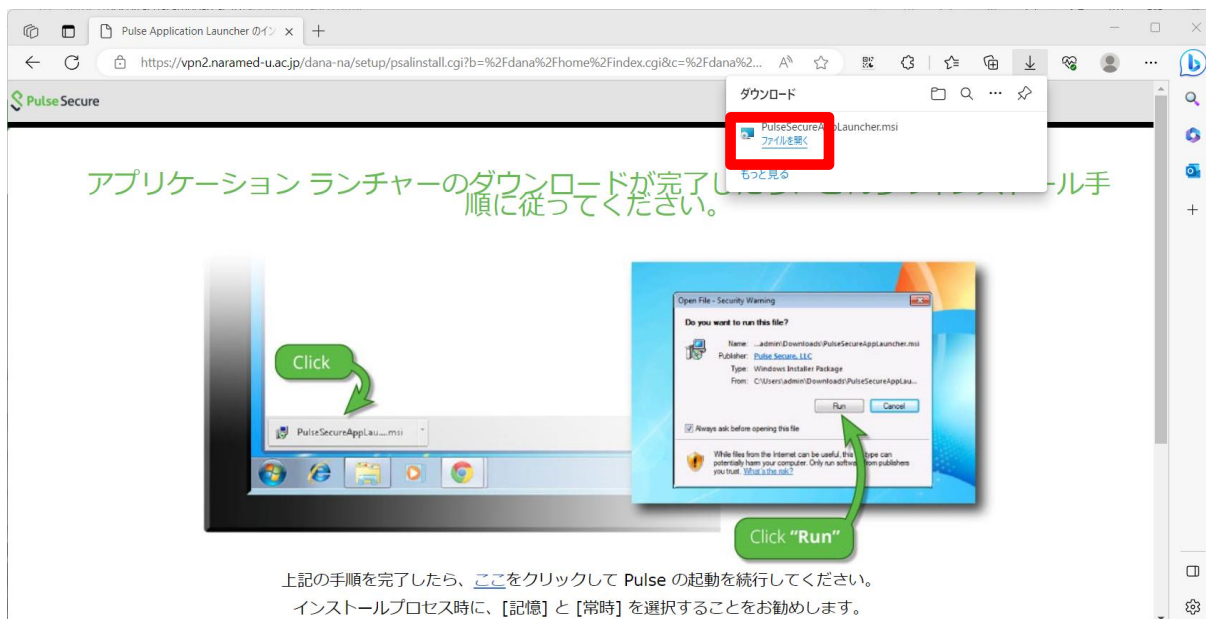 Pulse Application Launcher のイン
https://vpn2.naramed-u.ac.jp/dana-na/setup/psalinstall.cgi?b=%2Fdana%2Fhome%2Findex.cgi&c=%2Fdana%2...
Pulse Secure
ダウンロード
PulseSecureAppLauncher.msi
ファイルを開く
もっと見る
アプリケーション ランチャーのダウンロードが完了し
ール手
順に従ってください。
Open File - Security Warning
Do you want to run this file?
Name: ...admin\Downloads\PulseSecureAppLauncher.msi
Publisher: Pulse Secure, LLC
Type: Windows Installer Package
From: C:\Users\admin\Downloads\PulseSecureAppLau...
Run Cancel
Always ask before opening this file
While files from the Internet can be useful, this type can
potentially harm your computer. Only run software from publishers
you trust. What's the risk?
Click
PulseSecureAppLau....msi
Click "Run"
上記の手順を完了したら、ここをクリックして Pulse の起動を続行してください。
インストールプロセス時に、[記憶] と [常時] を選択することをお勧めします。